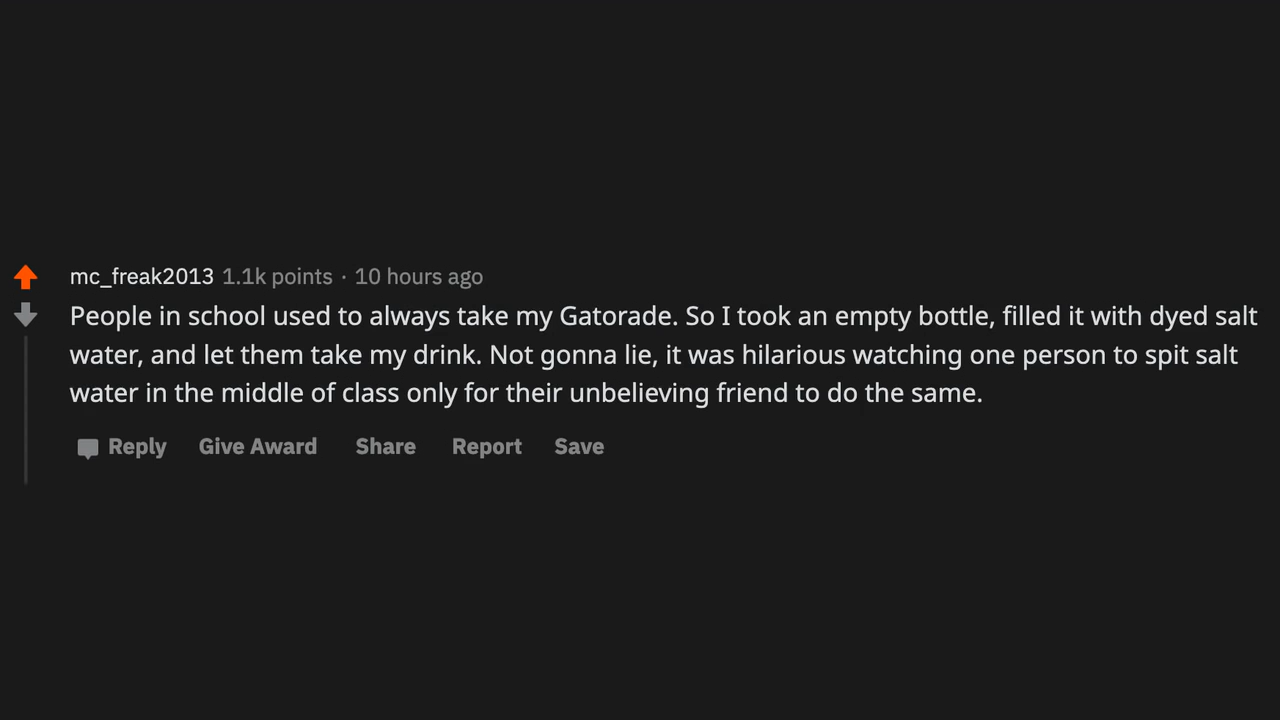 mc_freak2013 1.1k points · 10 hours ago
People in school used to always take my Gatorade. So I took an empty bottle, filled it with dyed salt
water, and let them take my drink. Not gonna lie, it was hilarious watching one person to spit salt
water in the middle of class only for their unbelieving friend to do the same.
Reply Give Award Share Report Save